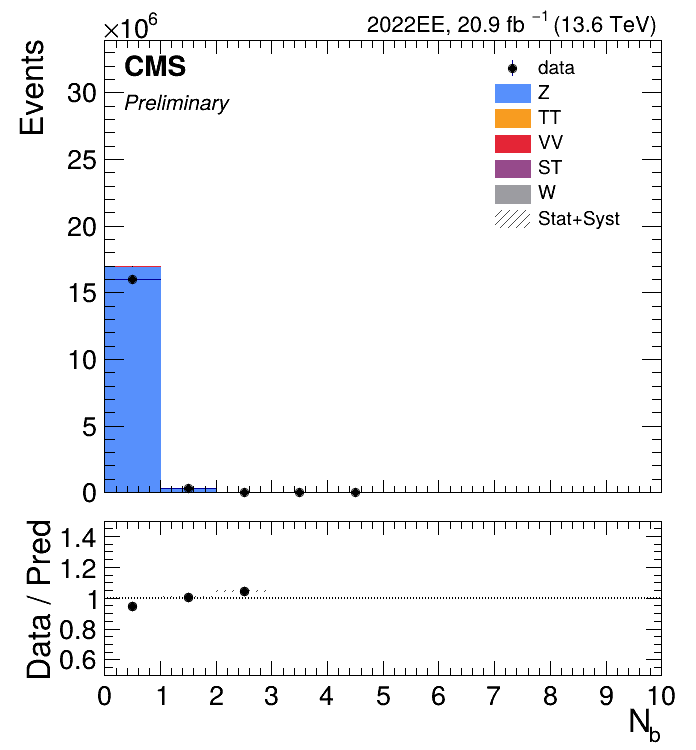 ×10⁶
2022EE, 20.9 fb ⁻¹ (13.6 TeV)
CMS
Preliminary
Events
30
25
20
15
10
5
0
data
Z
TT
VV
ST
W
Stat+Syst
Data / Pred
1.4
1.2
1
0.8
0.6
0 1 2 3 4 5 6 7 8 9 10
N_b